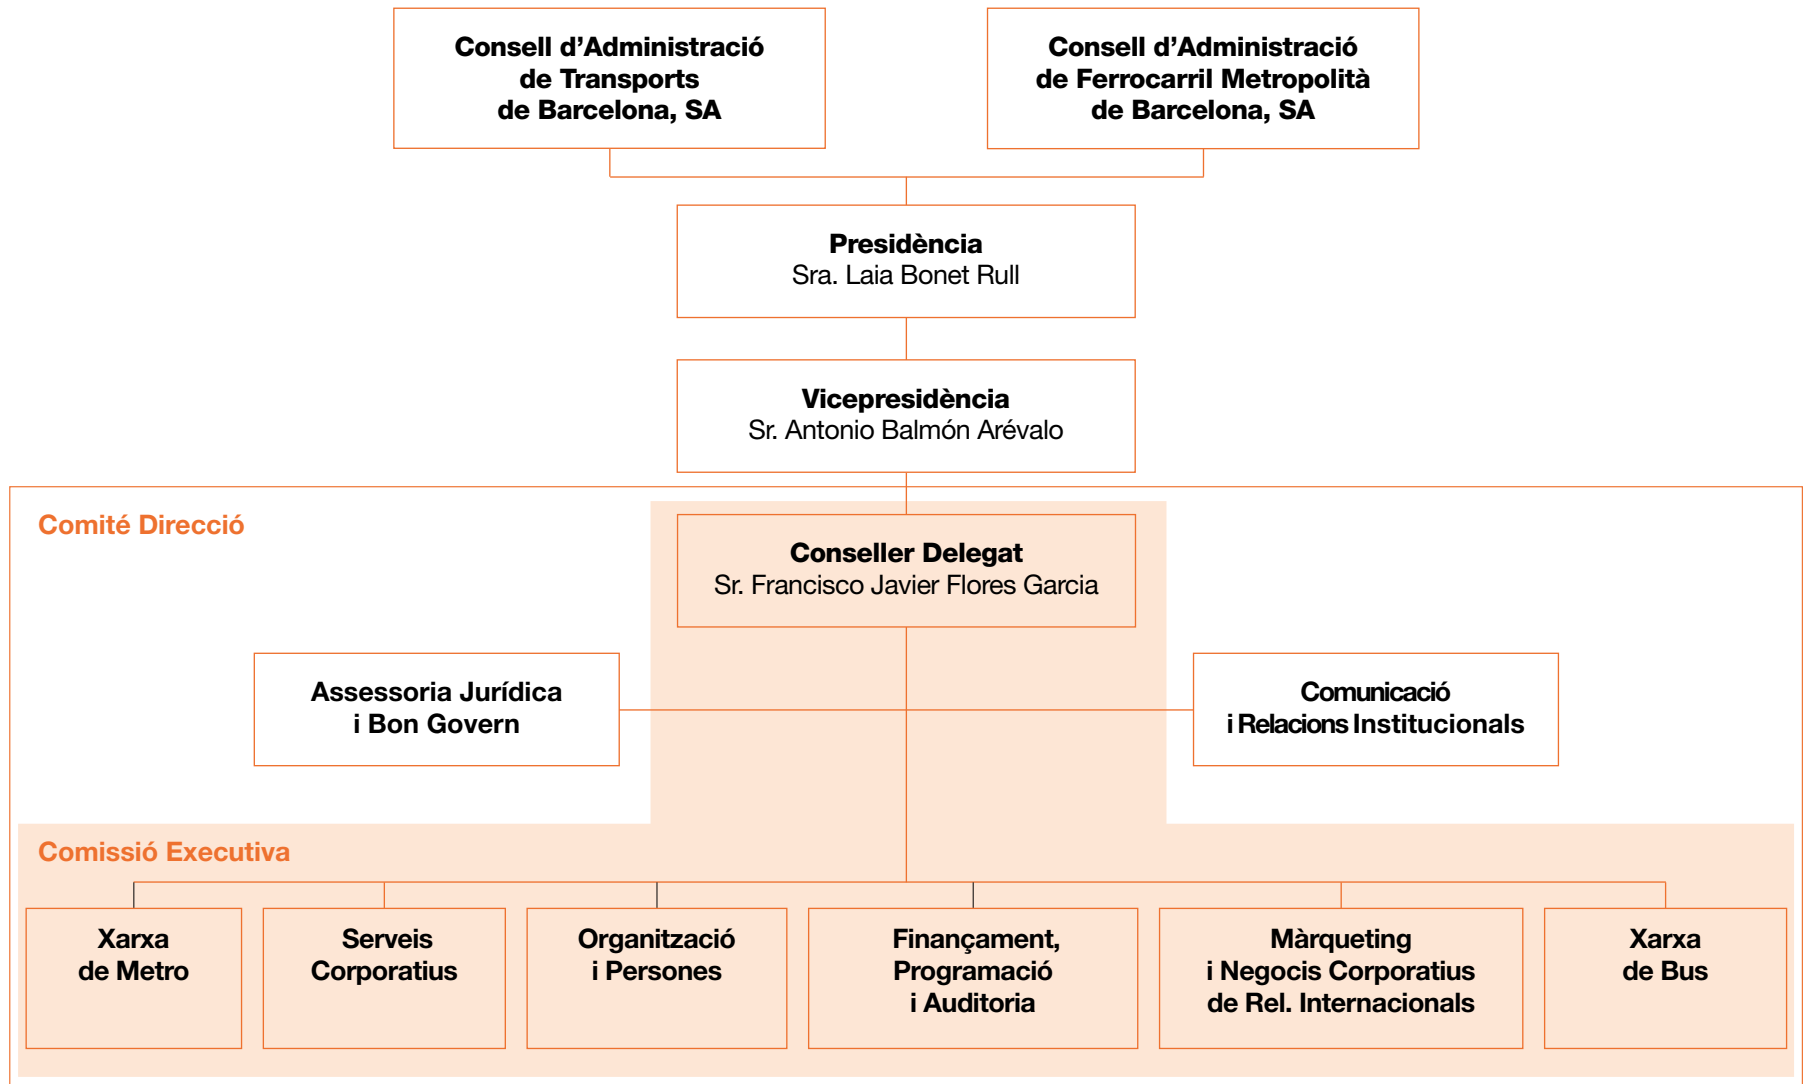 Consell d’Administració
de Transports
de Barcelona, SA
Consell d’Administració
de Ferrocarril Metropolità
de Barcelona, SA
Presidència
Sra. Laia Bonet Rull
Vicepresidència
Sr. Antonio Balmón Arévalo
Comité Direcció
Conseller Delegat
Sr. Francisco Javier Flores Garcia
Assessoria Jurídica
i Bon Govern
Comunicació
i Relacions Institucionals
Comissió Executiva
Xarxa
de Metro
Serveis
Corporatius
Organització
i Persones
Finançament,
Programació
i Auditoria
Màrqueting
i Negocis Corporatius
de Rel. Internacionals
Xarxa
de Bus